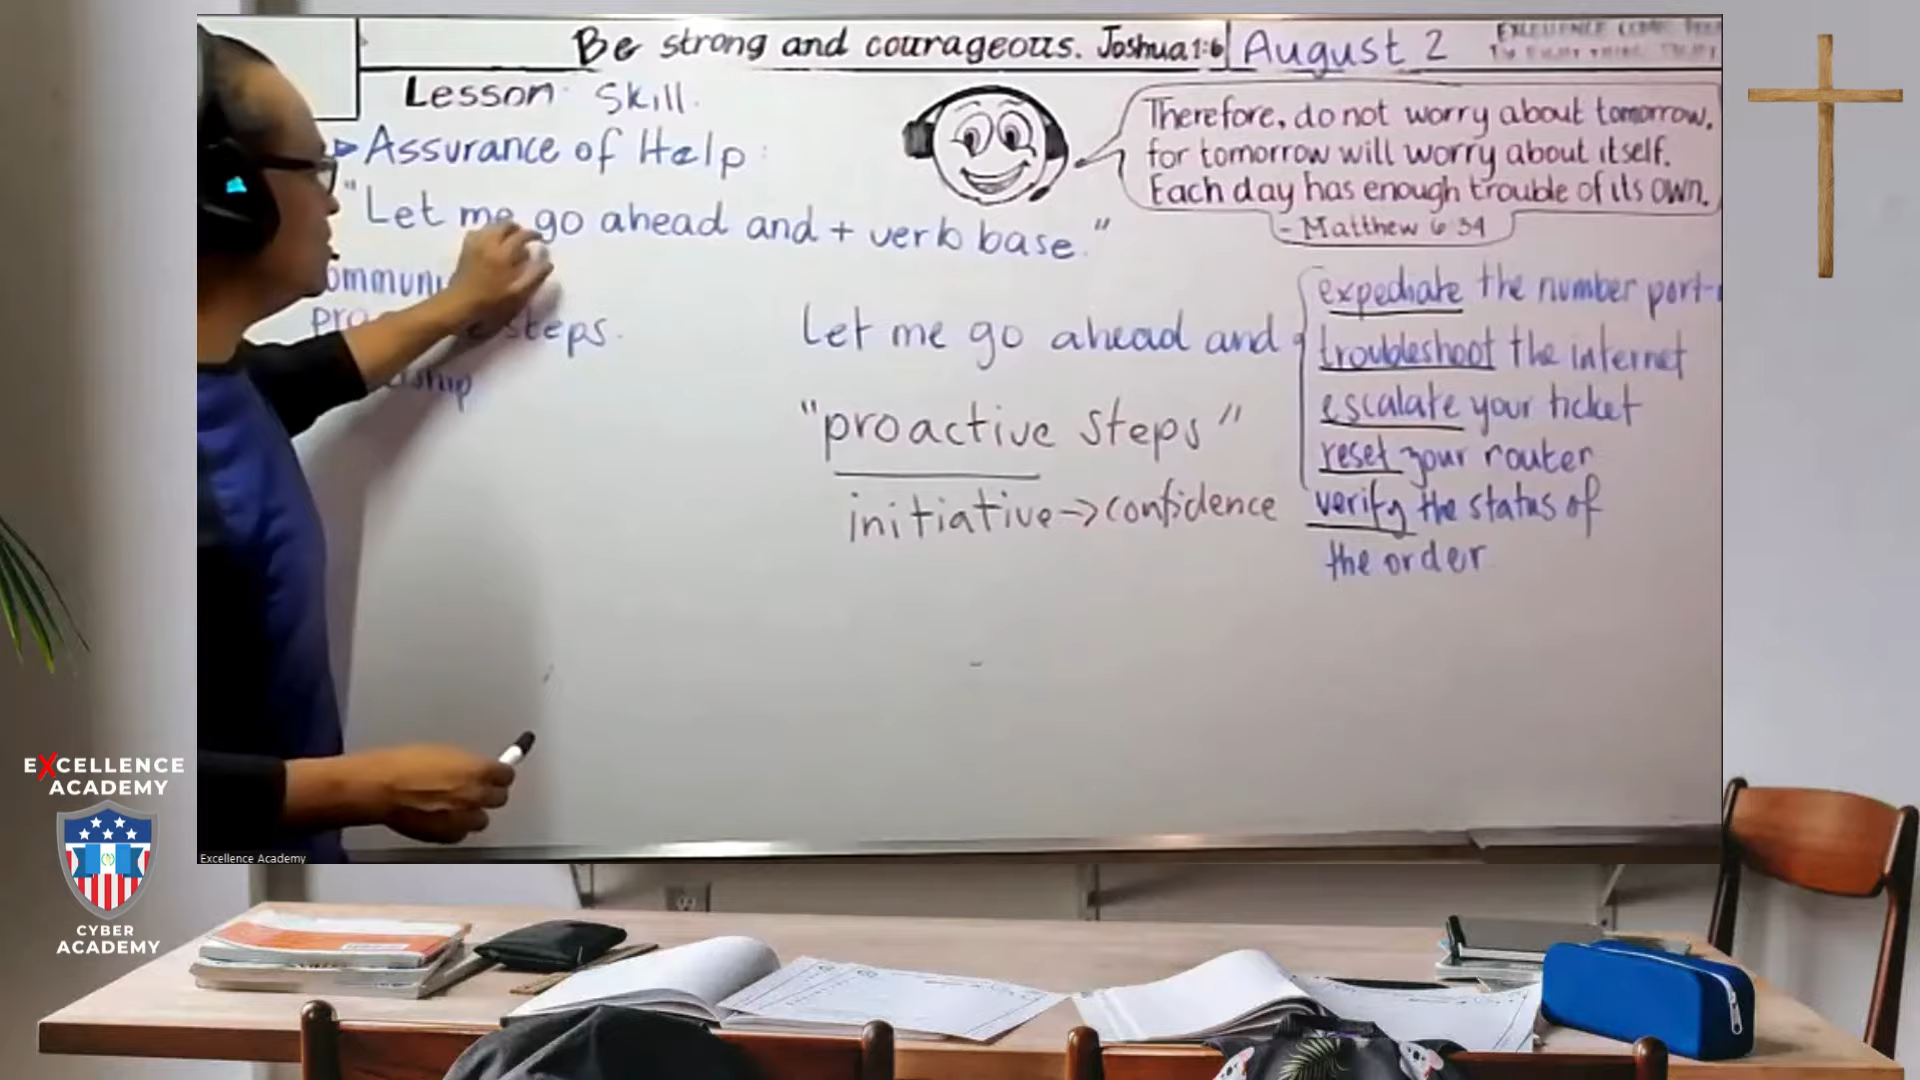 Be strong and courageous. Joshua 1:6
August 2
Lesson: Skill.
Assurance of Help:
"Let me go ahead and + verb base."
steps.
Therefore, do not worry about tomorrow,
for tomorrow will worry about itself.
Each day has enough trouble of its own.
- Matthew 6:34
Let me go ahead and
expediate the number port-
troubleshoot the internet
escalate your ticket
reset your router
verify the status of
the order
"proactive steps"
initiative → confidence
Excellence Academy
EXCELLENCE
ACADEMY
CYBER
ACADEMY